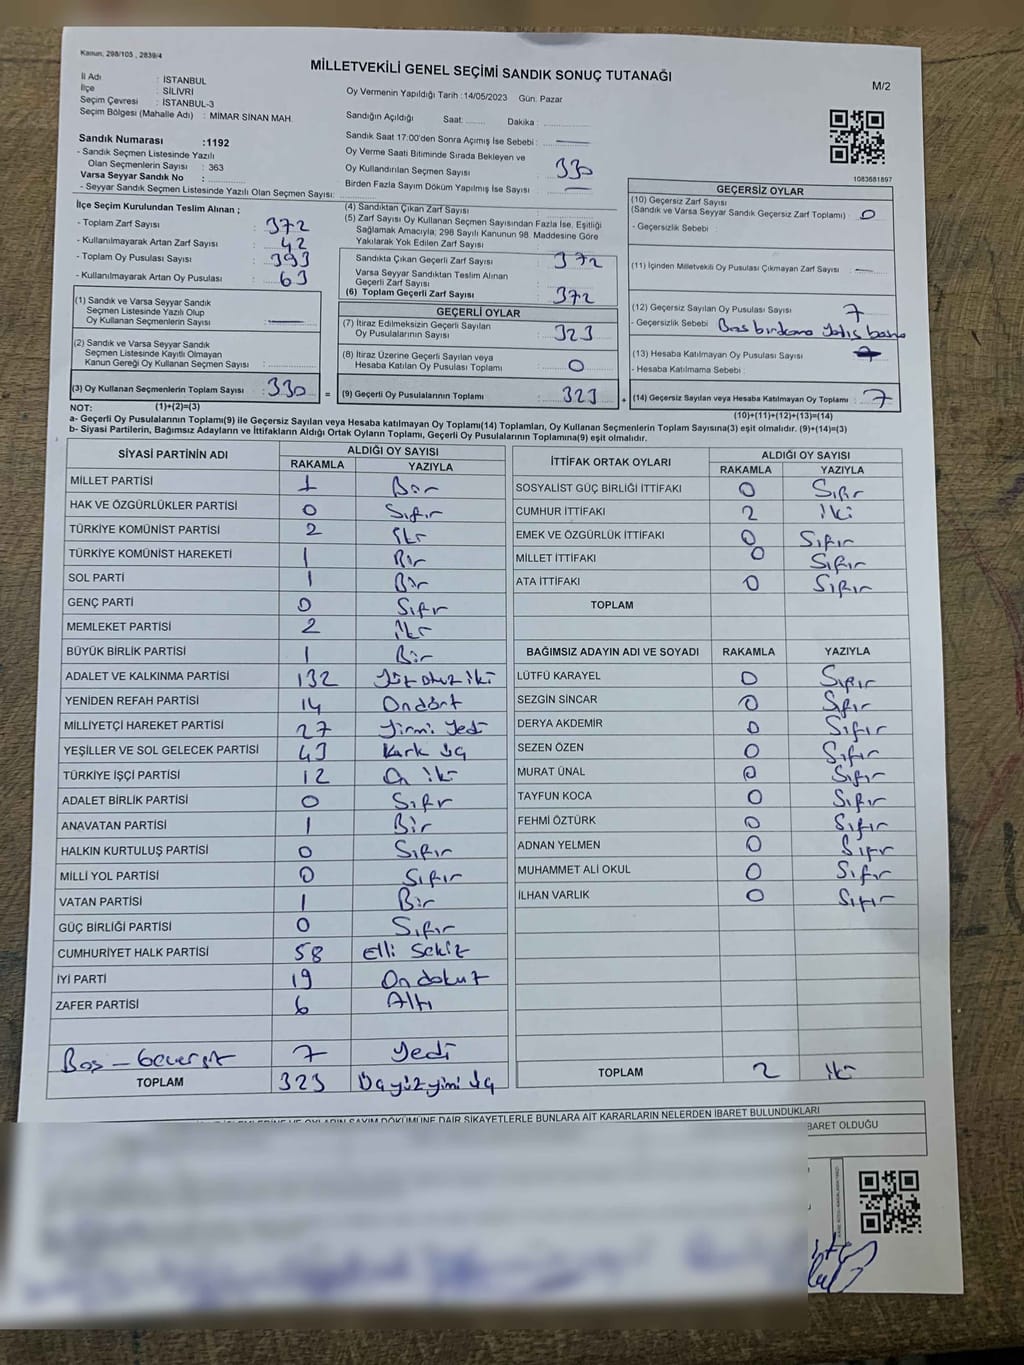 Kanun, 298/105 , 2839/4
MİLLETVEKİLİ GENEL SEÇİMİ SANDIK SONUÇ TUTANAĞI
M/2
İl Adı : İSTANBUL
İlçe : SİLİVRİ
Seçim Çevresi : İSTANBUL-3
Seçim Bölgesi (Mahalle Adı) : MİMAR SİNAN MAH.
Sandık Numarası :1192
- Sandık Seçmen Listesinde Yazılı
Olan Seçmenlerin Sayısı : 363
Varsa Seyyar Sandık No :
- Seyyar Sandık Seçmen Listesinde Yazılı Olan Seçmen Sayısı:
Oy Vermenin Yapıldığı Tarih :14/05/2023 Gün: Pazar
Sandığın Açıldığı Saat: Dakika :
Sandık Saat 17:00'den Sonra Açımış İse Sebebi :
Oy Verme Saati Bitiminde Sırada Bekleyen ve
Oy Kullandırılan Seçmen Sayısı : 330
Birden Fazla Sayım Döküm Yapılmış İse Sayısı :
1083681897
İlçe Seçim Kurulundan Teslim Alınan ;
- Toplam Zarf Sayısı : 372
- Kullanılmayarak Artan Zarf Sayısı : 42
- Toplam Oy Pusulası Sayısı : 393
- Kullanılmayarak Artan Oy Pusulası : 63
(1) Sandık ve Varsa Seyyar Sandık
Seçmen Listesinde Yazılı Olup
Oy Kullanan Seçmenlerin Sayısı :
(2) Sandık ve Varsa Seyyar Sandık
Seçmen Listesinde Kayıtlı Olmayan
Kanun Gereği Oy Kullanan Seçmen Sayısı :
(3) Oy Kullanan Seçmenlerin Toplam Sayısı : 330 =
(4) Sandıktan Çıkan Zarf Sayısı :
(5) Zarf Sayısı Oy Kullanan Seçmen Sayısından Fazla İse, Eşitliği
Sağlamak Amacıyla; 298 Sayılı Kanunun 98. Maddesine Göre
Yakılarak Yok Edilen Zarf Sayısı :
Sandıkta Çıkan Geçerli Zarf Sayısı : 372
Varsa Seyyar Sandıktan Teslim Alınan
Geçerli Zarf Sayısı :
(6) Toplam Geçerli Zarf Sayısı : 372
GEÇERLİ OYLAR
(7) İtiraz Edilmeksizin Geçerli Sayılan
Oy Pusulalarının Sayısı : 323
(8) İtiraz Üzerine Geçerli Sayılan veya
Hesaba Katılan Oy Pusulası Toplamı : 0
(9) Geçerli Oy Pusulalarının Toplamı : 323 +
GEÇERSİZ OYLAR
(10) Geçersiz Zarf Sayısı
(Sandık ve Varsa Seyyar Sandık Geçersiz Zarf Toplamı) : 0
- Geçersizlik Sebebi :
(11) İçinden Milletvekili Oy Pusulası Çıkmayan Zarf Sayısı :
(12) Geçersiz Sayılan Oy Pusulası Sayısı : 7
- Geçersizlik Sebebi :
(13) Hesaba Katılmayan Oy Pusulası Sayısı :
- Hesaba Katılmama Sebebi :
(14) Geçersiz Sayılan veya Hesaba Katılmayan Oy Toplamı : 7
NOT: (1)+(2)=(3) (10)+(11)+(12)+(13)=(14)
a- Geçerli Oy Pusulalarının Toplamı(9) ile Geçersiz Sayılan veya Hesaba katılmayan Oy Toplamı(14) Toplamları, Oy Kullanan Seçmenlerin Toplam Sayısına(3) eşit olmalıdır. (9)+(14)=(3)
b- Siyasi Partilerin, Bağımsız Adayların ve İttifakların Aldığı Ortak Oyların Toplamı, Geçerli Oy Pusulalarının Toplamına(9) eşit olmalıdır.
SİYASİ PARTİNİN ADI ALDIĞI OY SAYISI
RAKAMLA YAZIYLA
MİLLET PARTİSİ 1 Bir
HAK VE ÖZGÜRLÜKLER PARTİSİ 0 Sıfır
TÜRKİYE KOMÜNİST PARTİSİ 2 İki
TÜRKİYE KOMÜNİST HAREKETİ 1 Bir
SOL PARTİ 1 Bir
GENÇ PARTİ 0 Sıfır
MEMLEKET PARTİSİ 2 İki
BÜYÜK BİRLİK PARTİSİ 1 Bir
ADALET VE KALKINMA PARTİSİ 132 Yüz otuz iki
YENİDEN REFAH PARTİSİ 14 Ondört
MİLLİYETÇİ HAREKET PARTİSİ 27 Yirmi Yedi
YEŞİLLER VE SOL GELECEK PARTİSİ 43 Kırk üç
TÜRKİYE İŞÇİ PARTİSİ 12 On iki
ADALET BİRLİK PARTİSİ 0 Sıfır
ANAVATAN PARTİSİ 1 Bir
HALKIN KURTULUŞ PARTİSİ 0 Sıfır
MİLLİ YOL PARTİSİ 0 Sıfır
VATAN PARTİSİ 1 Bir
GÜÇ BİRLİĞİ PARTİSİ 0 Sıfır
CUMHURİYET HALK PARTİSİ 58 Elli Sekiz
İYİ PARTİ 19 On dokuz
ZAFER PARTİSİ 6 Altı
Boş - Geçersiz 7 Yedi
TOPLAM 323 Üçyüz yirmi üç
İTTİFAK ORTAK OYLARI ALDIĞI OY SAYISI
RAKAMLA YAZIYLA
SOSYALİST GÜÇ BİRLİĞİ İTTİFAKI 0 Sıfır
CUMHUR İTTİFAKI 2 İki
EMEK VE ÖZGÜRLÜK İTTİFAKI 0 Sıfır
MİLLET İTTİFAKI 0 Sıfır
ATA İTTİFAKI 0 Sıfır
TOPLAM
BAĞIMSIZ ADAYIN ADI VE SOYADI RAKAMLA YAZIYLA
LÜTFÜ KARAYEL 0 Sıfır
SEZGİN SİNCAR 0 Sıfır
DERYA AKDEMİR 0 Sıfır
SEZEN ÖZEN 0 Sıfır
MURAT ÜNAL 0 Sıfır
TAYFUN KOCA 0 Sıfır
FEHMİ ÖZTÜRK 0 Sıfır
ADNAN YELMEN 0 Sıfır
MUHAMMET ALİ OKUL 0 Sıfır
İLHAN VARLIK 0 Sıfır
TOPLAM 2 İki
OYLARIN SAYIM DÖKÜMÜNE DAİR ŞİKAYETLERLE BUNLARA AİT KARARLARIN NELERDEN İBARET BULUNDUKLARI
BARET OLDUĞU